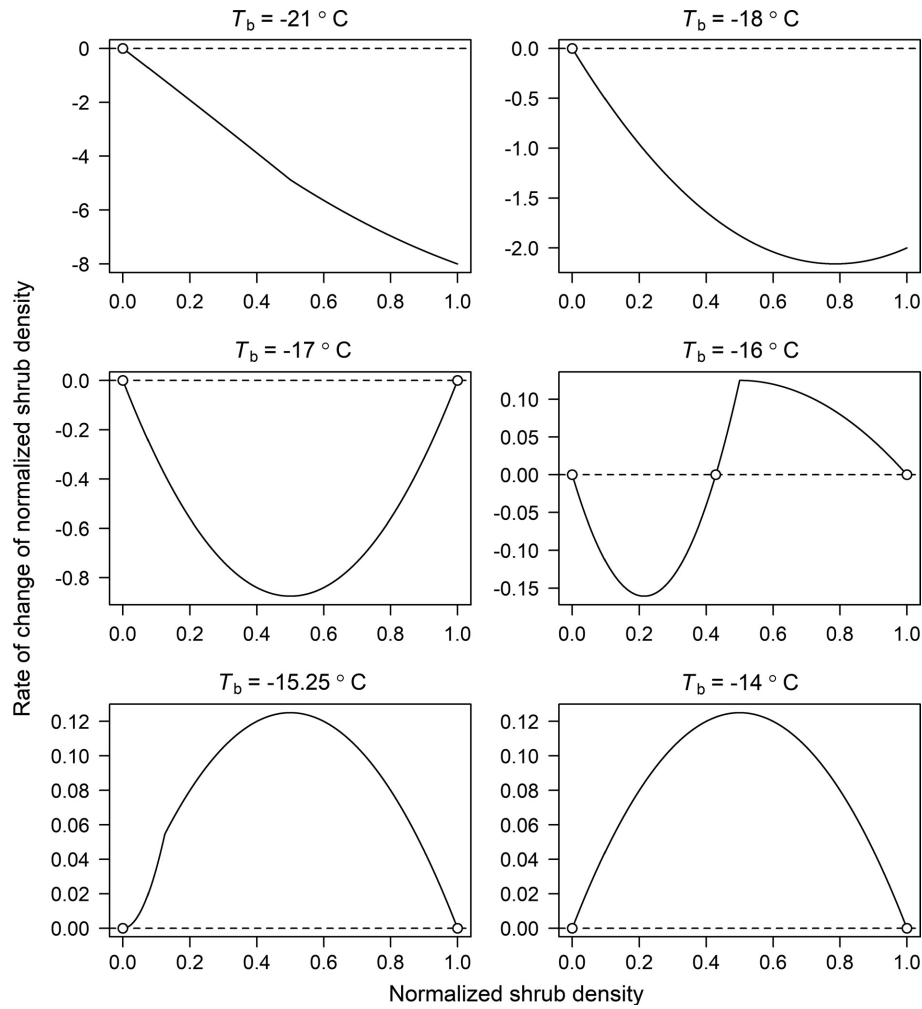 T_b = -21 ° C
0
-2
-4
-6
-8
0.0 0.2 0.4 0.6 0.8 1.0
T_b = -18 ° C
0.0
-0.5
-1.0
-1.5
-2.0
0.0 0.2 0.4 0.6 0.8 1.0
T_b = -17 ° C
0.0
-0.2
-0.4
-0.6
-0.8
0.0 0.2 0.4 0.6 0.8 1.0
T_b = -16 ° C
0.10
0.05
0.00
-0.05
-0.10
-0.15
0.0 0.2 0.4 0.6 0.8 1.0
T_b = -15.25 ° C
0.12
0.10
0.08
0.06
0.04
0.02
0.00
0.0 0.2 0.4 0.6 0.8 1.0
T_b = -14 ° C
0.12
0.10
0.08
0.06
0.04
0.02
0.00
0.0 0.2 0.4 0.6 0.8 1.0
Rate of change of normalized shrub density
Normalized shrub density